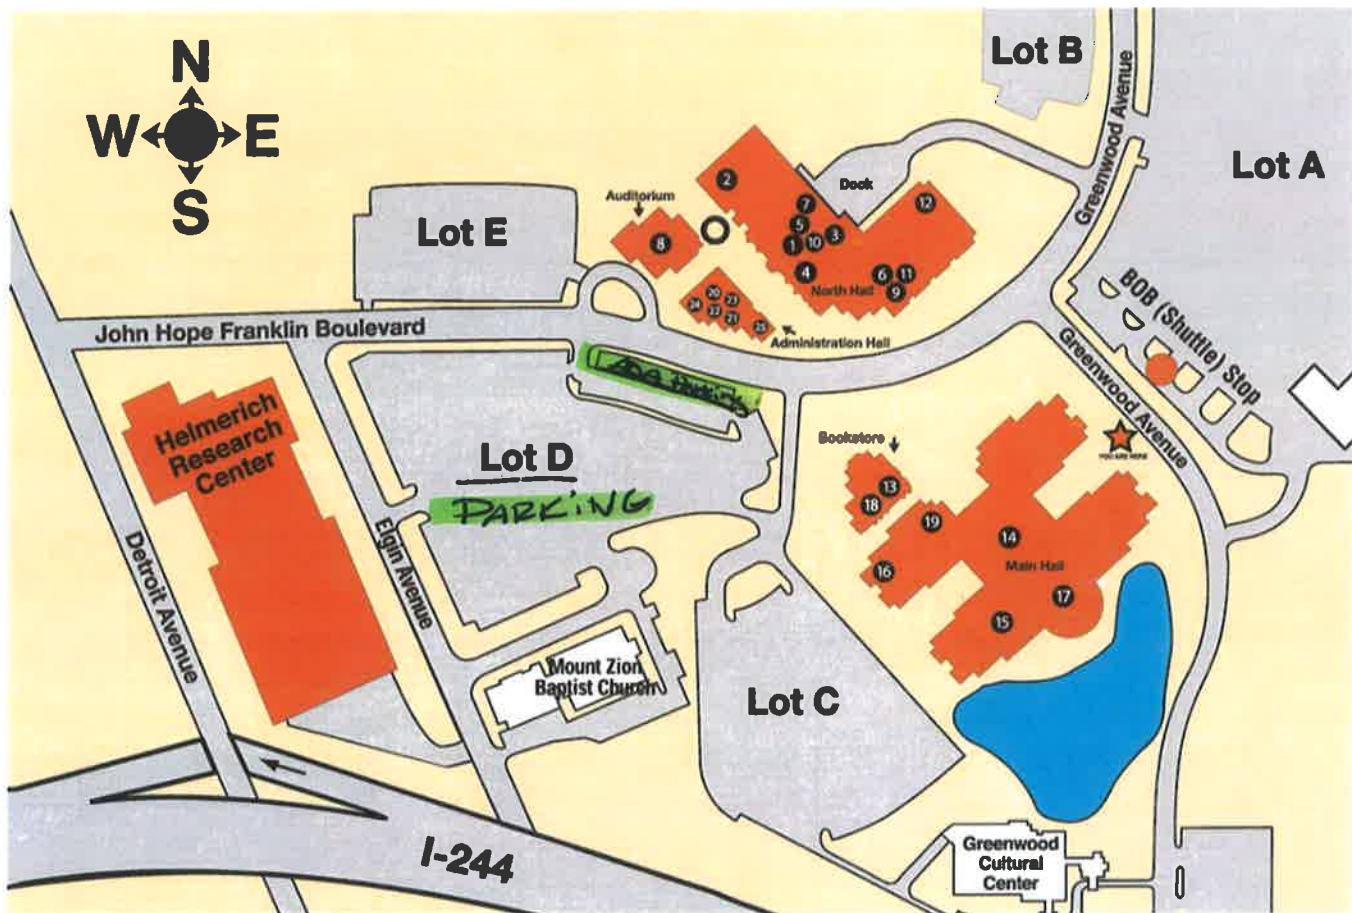 N
W E
S
Lot B
Greenwood Avenue
Lot A
Dock
2
Auditorium
8
7
5
1
10
3
12
4
6
11
9
North Hall
Lot E
20
23
24
22
21
25
Administration Hall
BOB (Shuttle) Stop
John Hope Franklin Boulevard
Greenwood Avenue
ADA Parking
Helmerich
Research
Center
Lot D
PARKING
Bookstore
YOU ARE HERE
13
18
19
14
Main Hall
16
17
15
Detroit Avenue
Elgin Avenue
Mount Zion
Baptist Church
Lot C
I-244
Greenwood
Cultural
Center